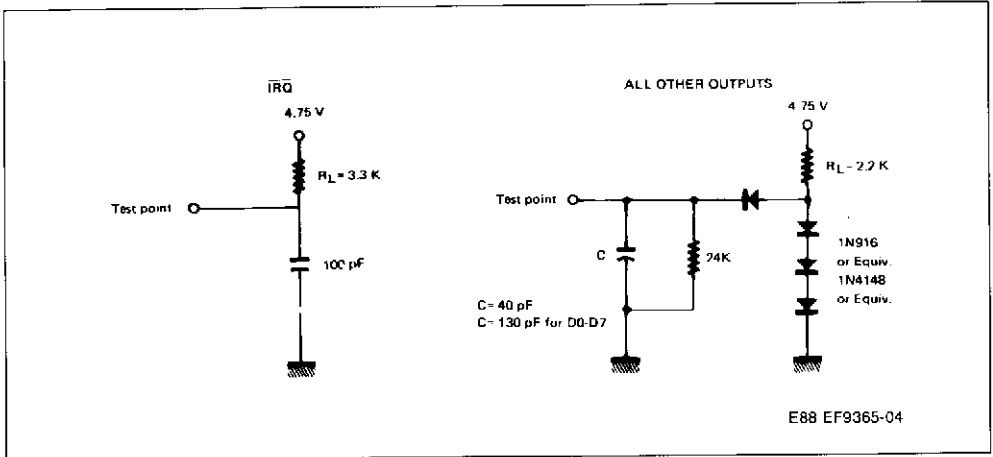 IRQ
4.75 V
RL = 3.3 K
Test point
100 pF
ALL OTHER OUTPUTS
4 75 V
RL - 2.2 K
Test point
C
24K
1N916
or Equiv.
1N4148
or Equiv.
C= 40 pF
C= 130 pF for D0-D7
E88 EF9365-04